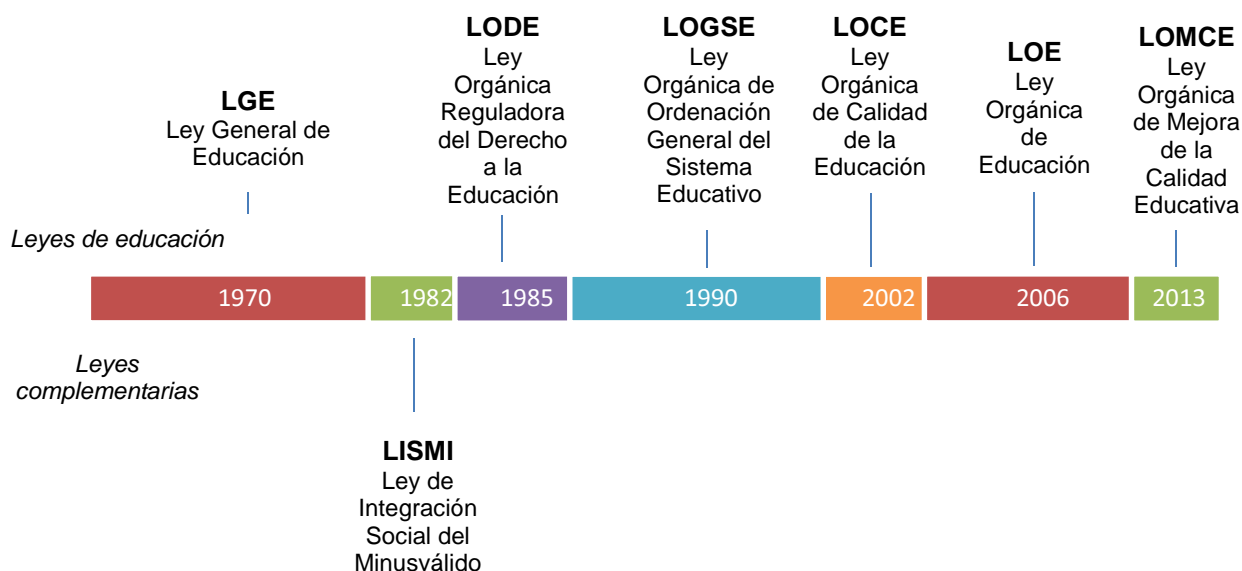 LGE
Ley General de
Educación
LODE
Ley
Orgánica
Reguladora
del Derecho
a la
Educación
LOGSE
Ley
Orgánica de
Ordenación
General del
Sistema
Educativo
LOCE
Ley
Orgánica
de Calidad
de la
Educación
LOE
Ley
Orgánica
de
Educación
LOMCE
Ley
Orgánica
de Mejora
de la
Calidad
Educativa
Leyes de educación
1970
1982
1985
1990
2002
2006
2013
Leyes
complementarias
LISMI
Ley de
Integración
Social del
Minusválido